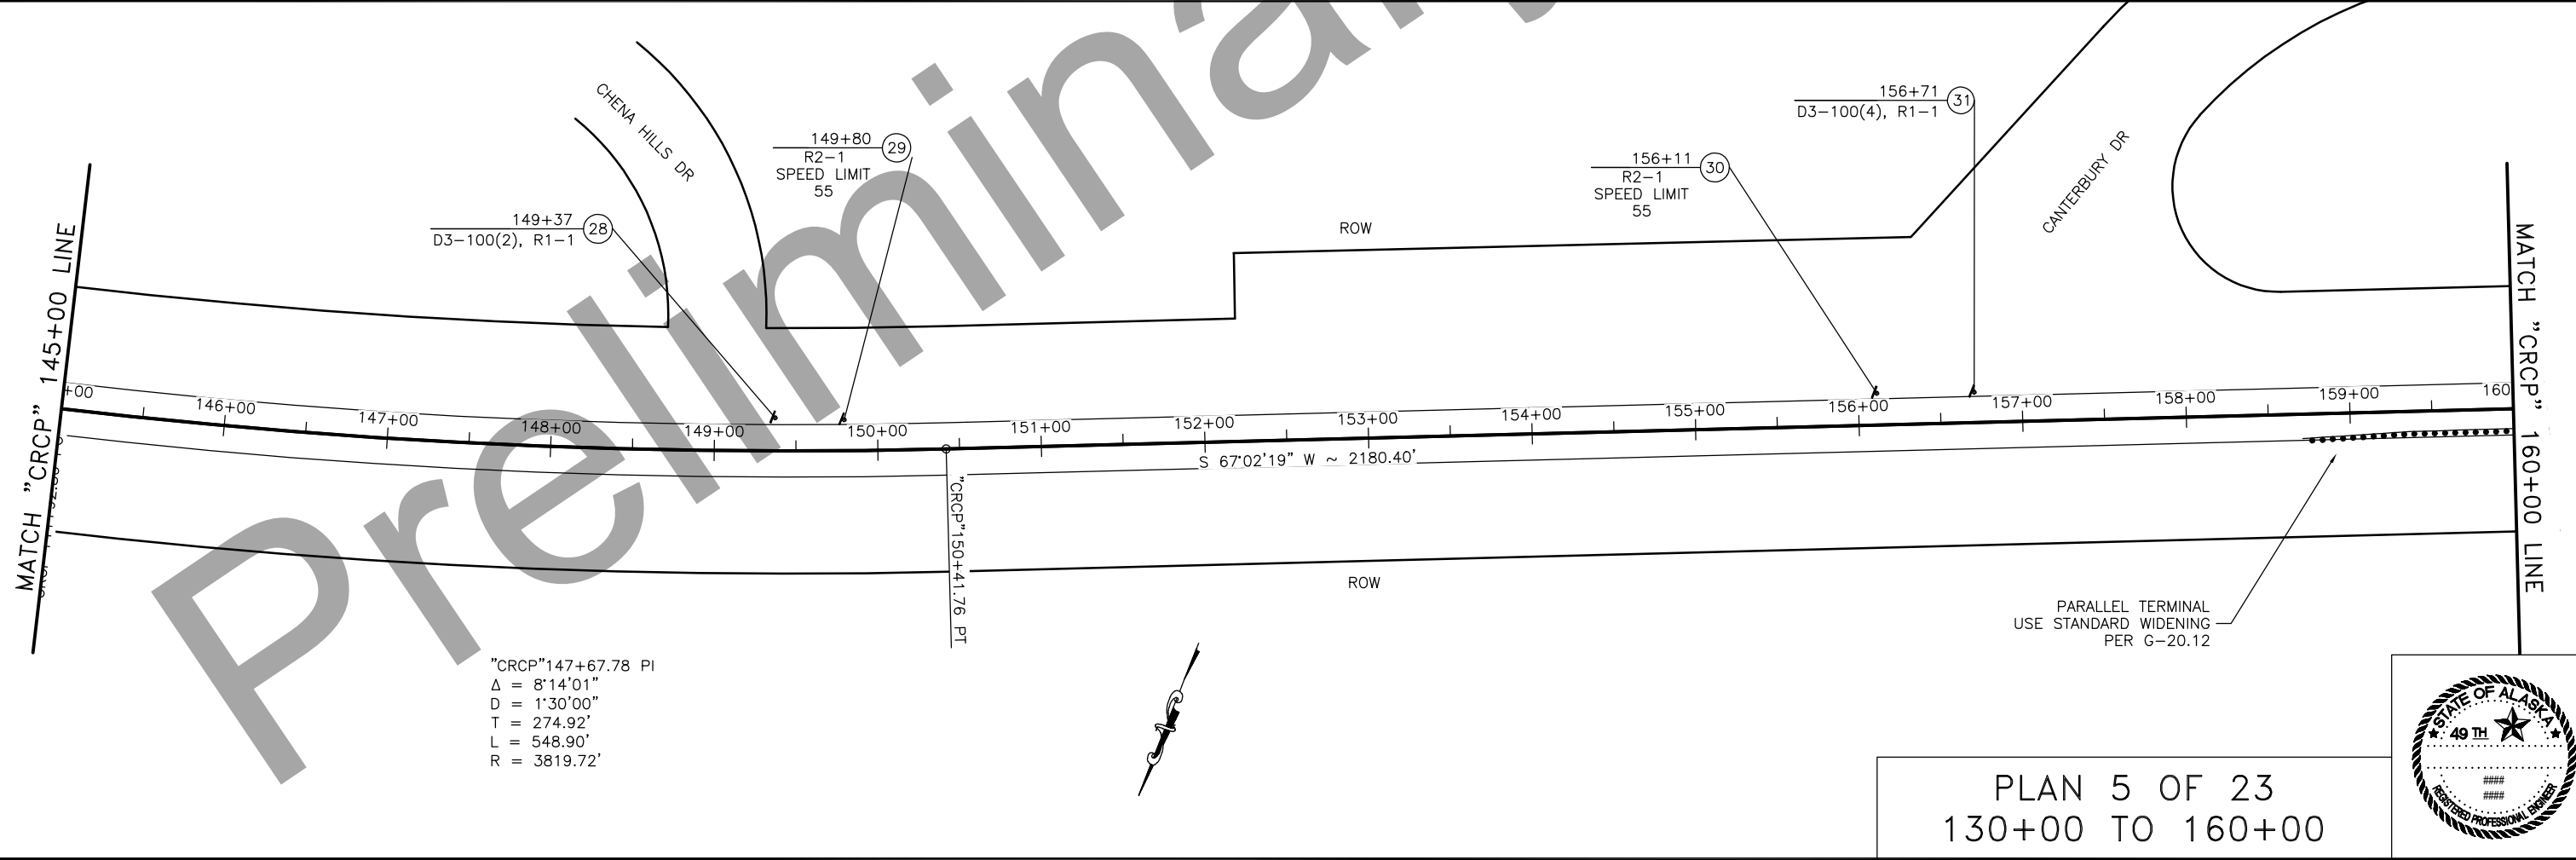 Preliminary
CHENA HILLS DR
149+80
29
R2-1
SPEED LIMIT
55
149+37
28
D3-100(2), R1-1
156+71
31
D3-100(4), R1-1
156+11
30
R2-1
SPEED LIMIT
55
CANTERBURY DR
ROW
MATCH "CRCP" 145+00 LINE
MATCH "CRCP" 160+00 LINE
+00
146+00
147+00
148+00
149+00
150+00
151+00
152+00
153+00
154+00
155+00
156+00
157+00
158+00
159+00
160
S 67°02'19" W ~ 2180.40'
"CRCP"150+41.76 PT
ROW
PARALLEL TERMINAL
USE STANDARD WIDENING
PER G-20.12
"CRCP"147+67.78 PI
Δ = 8°14'01"
D = 1°30'00"
T = 274.92'
L = 548.90'
R = 3819.72'
PLAN 5 OF 23
130+00 TO 160+00
STATE OF ALASKA
49 TH
####
####
REGISTERED PROFESSIONAL ENGINEER